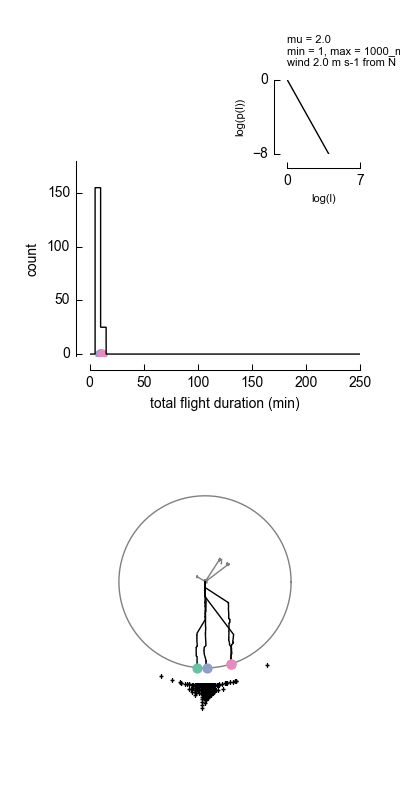 mu = 2.0
min = 1, max = 1000_m
wind 2.0 m s-1 from N
0
−8
log(p(l))
0
7
log(l)
150
100
50
0
count
0
50
100
150
200
250
total flight duration (min)